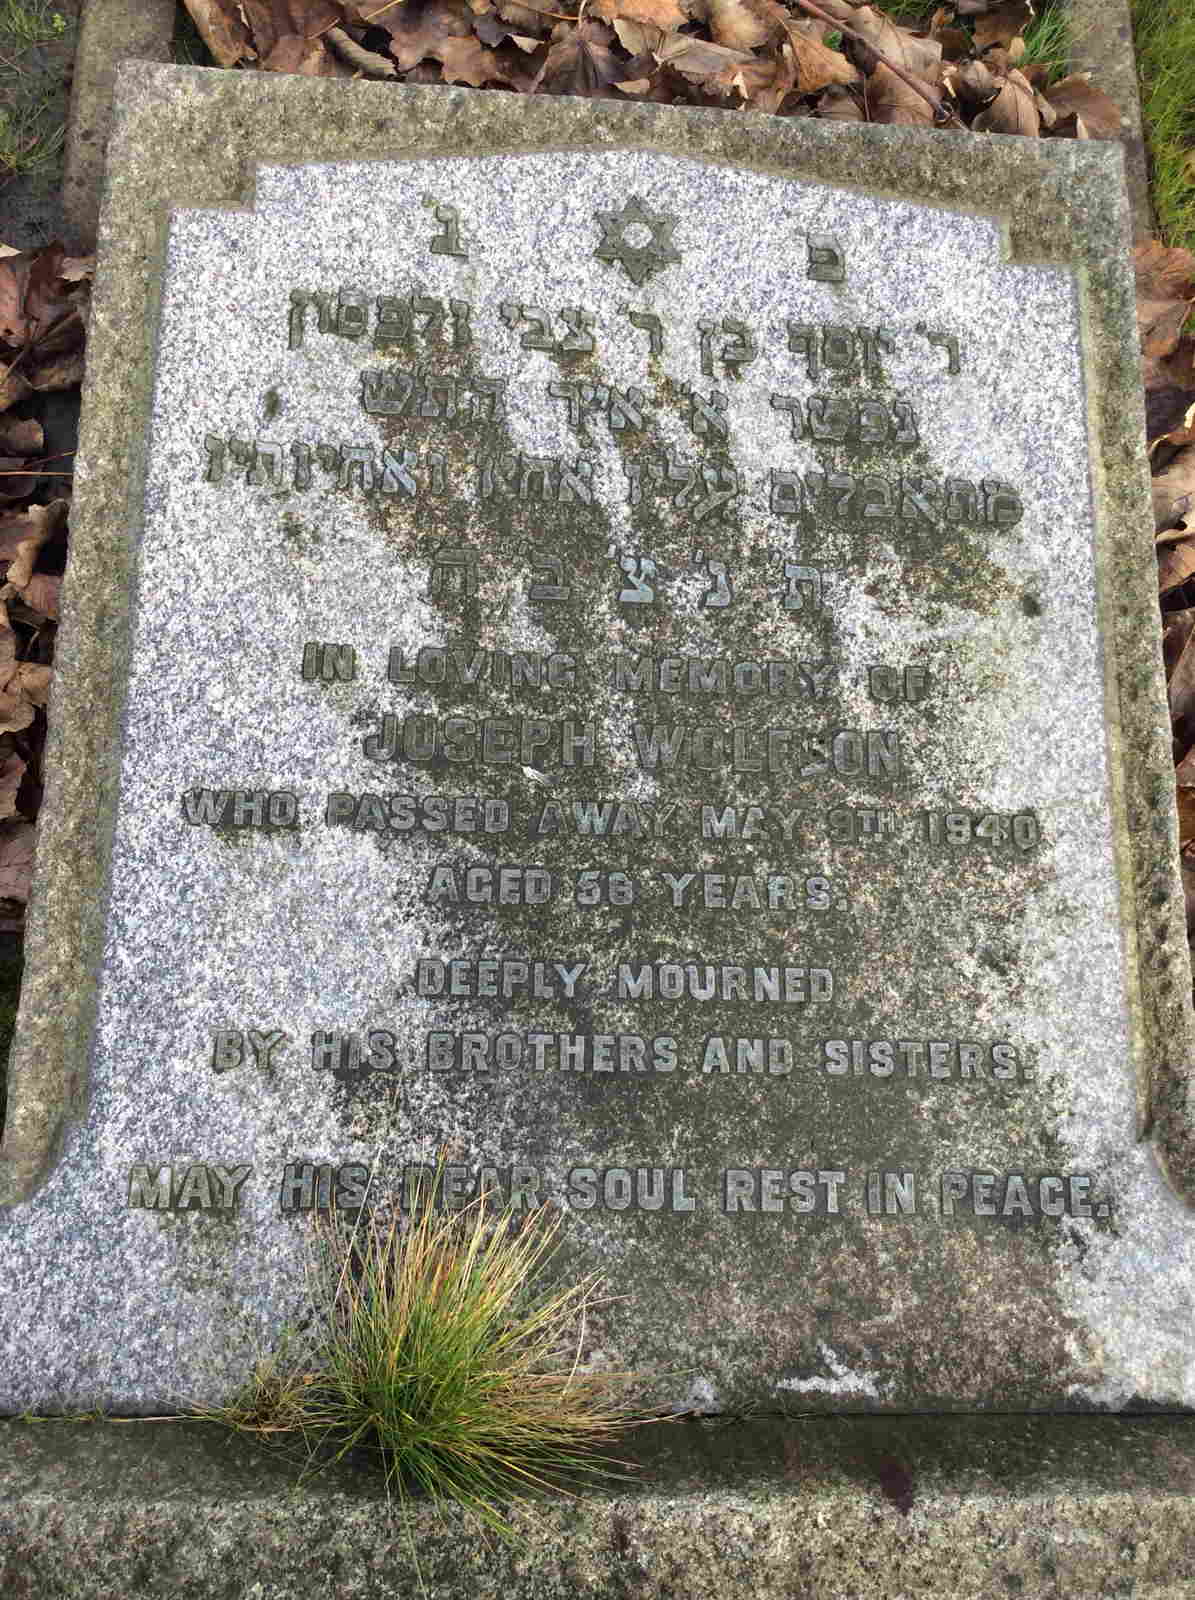 פ' נ'
ר' יוסף בן ר' צבי וולפסון
נפטר א' איר הת'ש
מתאבלים עליו אחיו ואחיותיו
ת' נ' צ' ב' ה'
IN LOVING MEMORY OF
JOSEPH WOLFSON
WHO PASSED AWAY MAY 9TH 1940
AGED 56 YEARS.
DEEPLY MOURNED
BY HIS BROTHERS AND SISTERS.
MAY HIS DEAR SOUL REST IN PEACE.